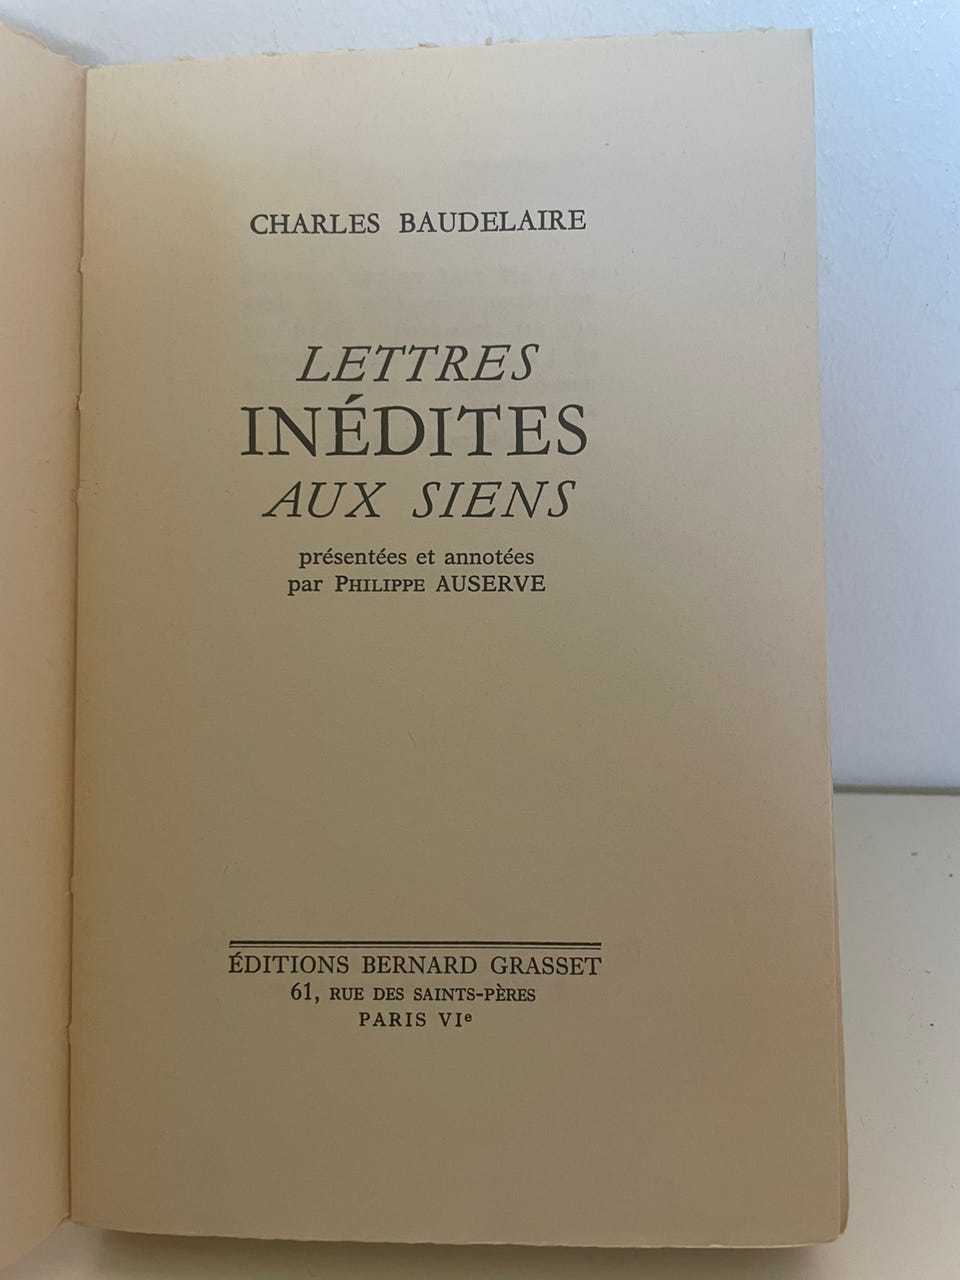 CHARLES BAUDELAIRE
LETTRES
INÉDITES
AUX SIENS
présentées et annotées
par PHILIPPE AUSERVE
ÉDITIONS BERNARD GRASSET
61, RUE DES SAINTS-PÈRES
PARIS VIe